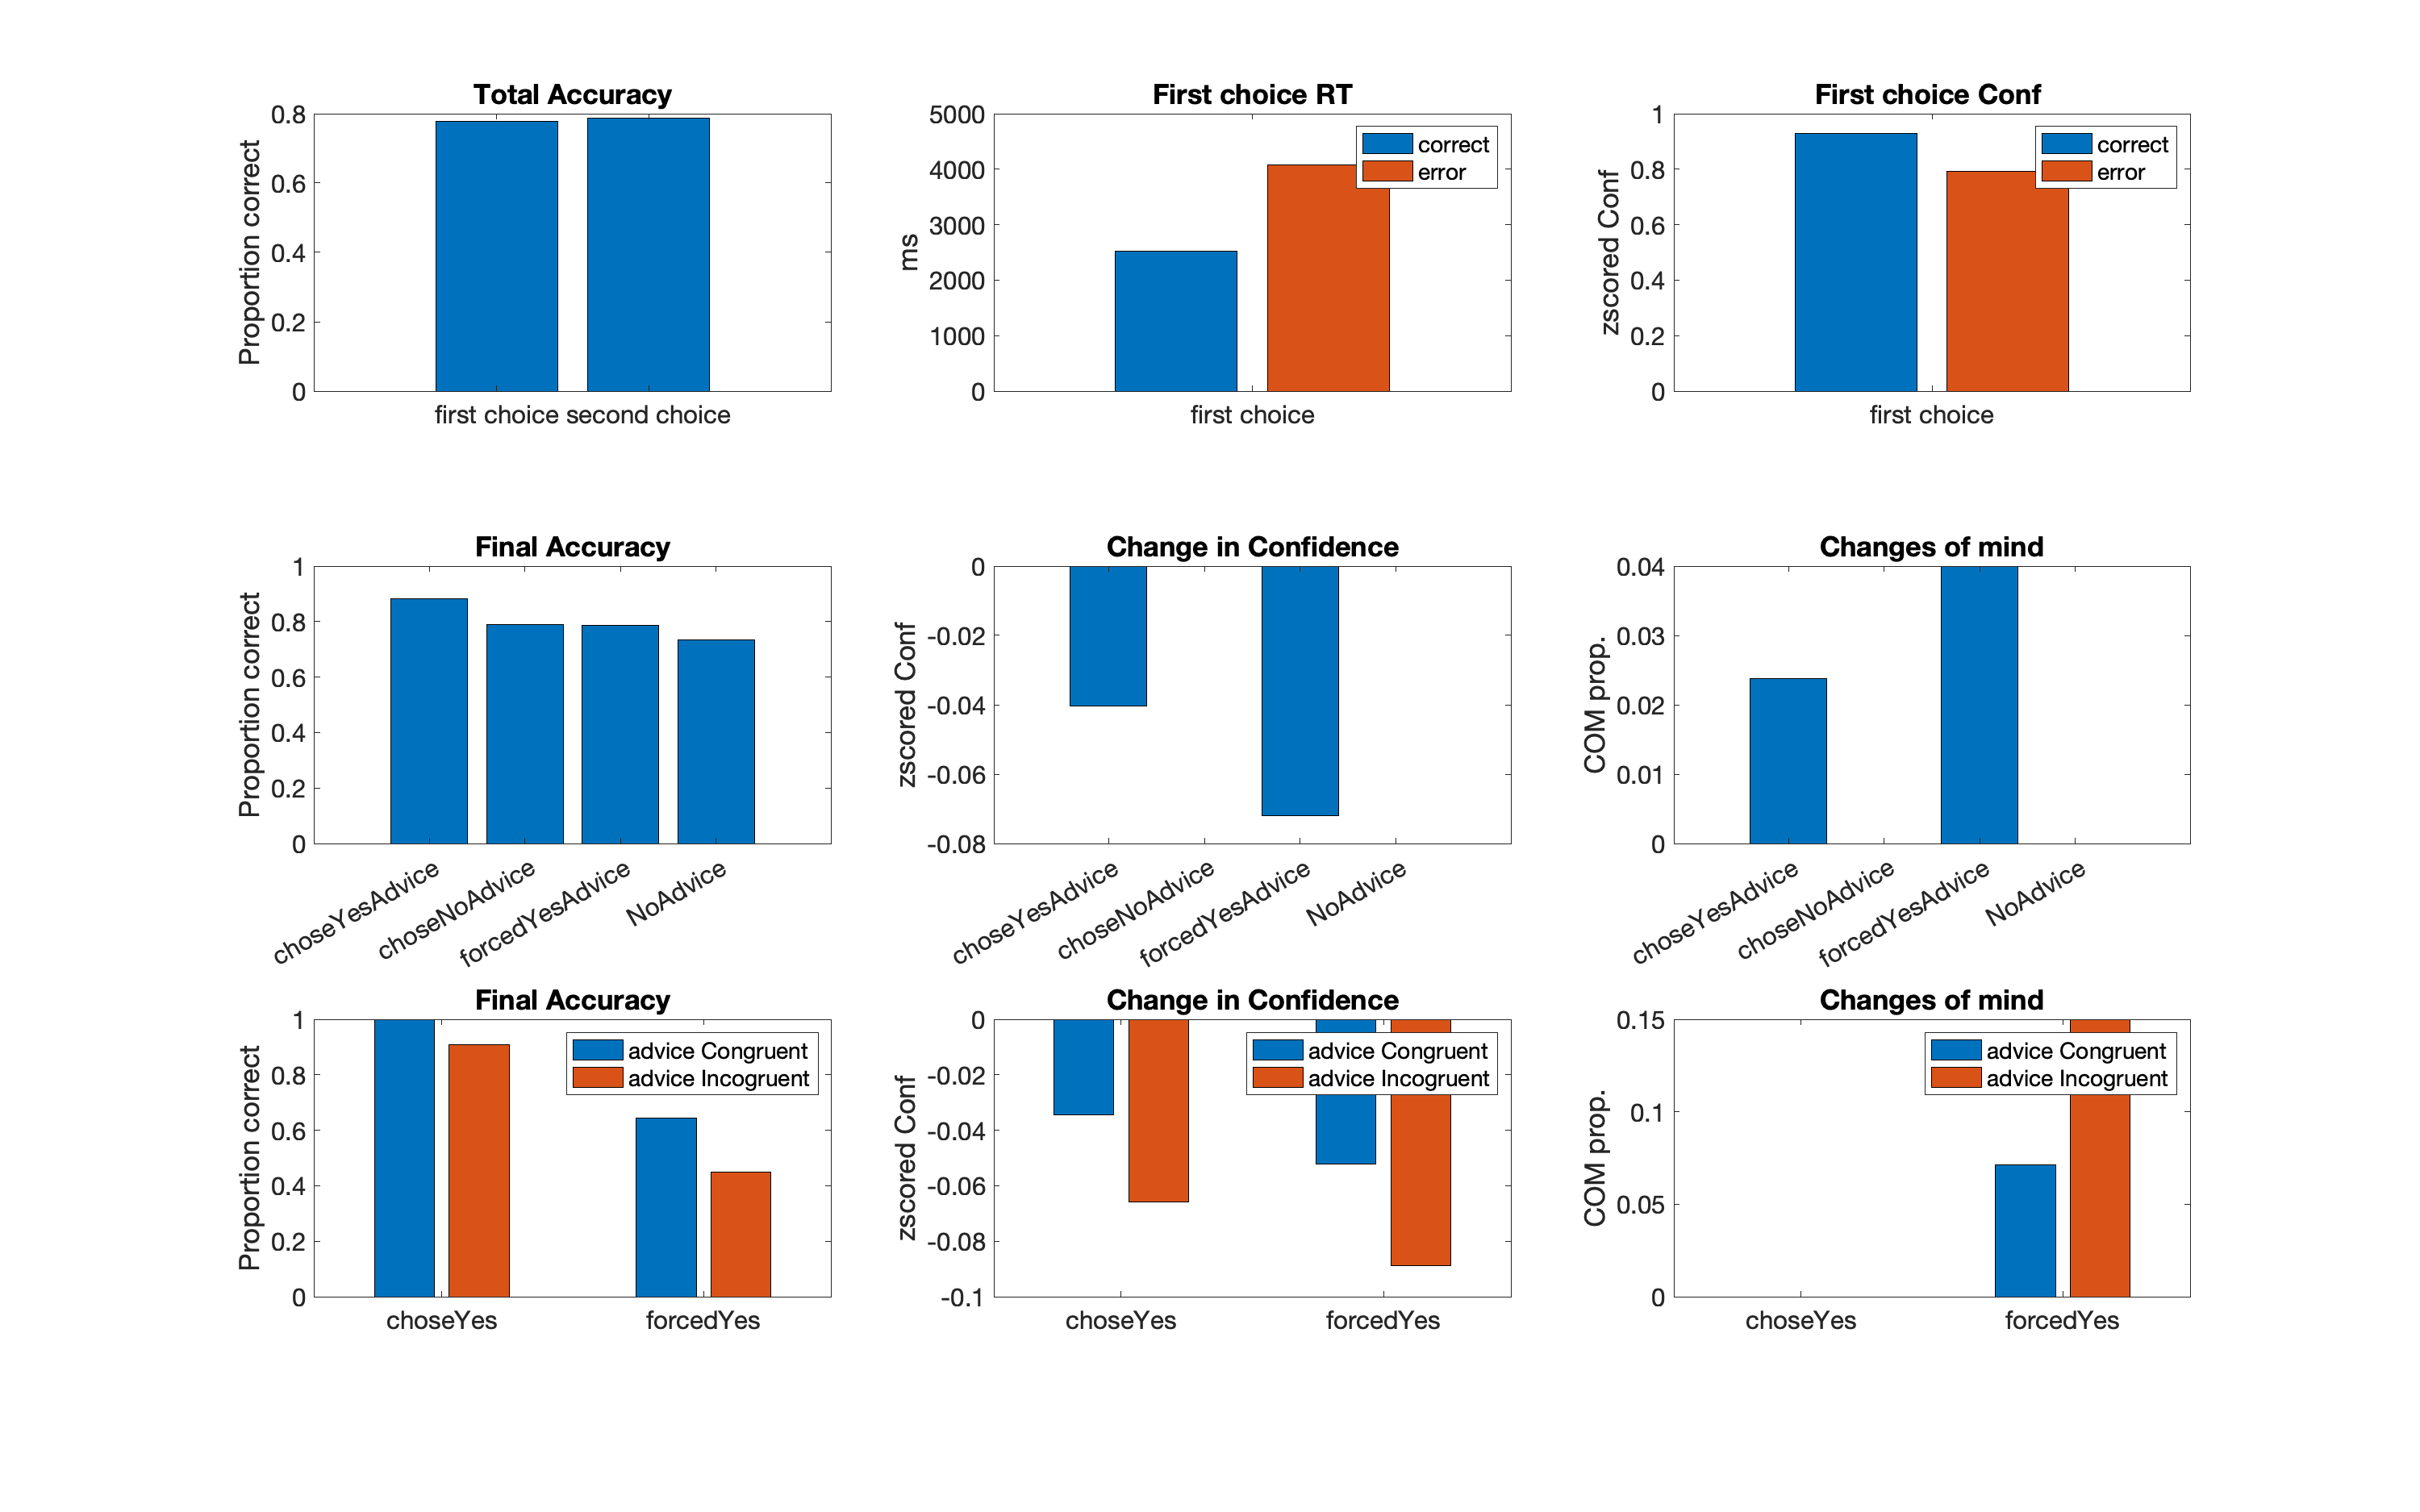 Total Accuracy
Proportion correct
0.8
0.6
0.4
0.2
0
first choice second choice
First choice RT
ms
5000
4000
3000
2000
1000
0
correct
error
first choice
First choice Conf
zscored Conf
1
0.8
0.6
0.4
0.2
0
correct
error
first choice
Final Accuracy
Proportion correct
1
0.8
0.6
0.4
0.2
0
choseYesAdvice
choseNoAdvice
forcedYesAdvice
NoAdvice
Change in Confidence
zscored Conf
0
-0.02
-0.04
-0.06
-0.08
choseYesAdvice
choseNoAdvice
forcedYesAdvice
NoAdvice
Changes of mind
COM prop.
0.04
0.03
0.02
0.01
0
choseYesAdvice
choseNoAdvice
forcedYesAdvice
NoAdvice
Final Accuracy
Proportion correct
1
0.8
0.6
0.4
0.2
0
advice Congruent
advice Incogruent
choseYes
forcedYes
Change in Confidence
zscored Conf
0
-0.02
-0.04
-0.06
-0.08
-0.1
advice Congruent
advice Incogruent
choseYes
forcedYes
Changes of mind
COM prop.
0.15
0.1
0.05
0
advice Congruent
advice Incogruent
choseYes
forcedYes